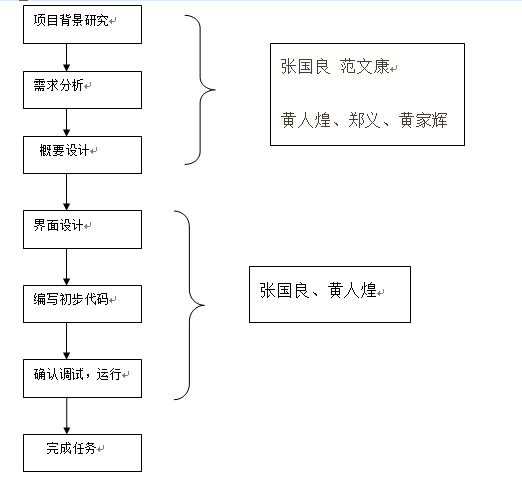 项目背景研究
需求分析
概要设计
张国良 范文康
黄人煌、郑义、黄家辉
界面设计
编写初步代码
确认调试，运行
张国良、黄人煌
完成任务